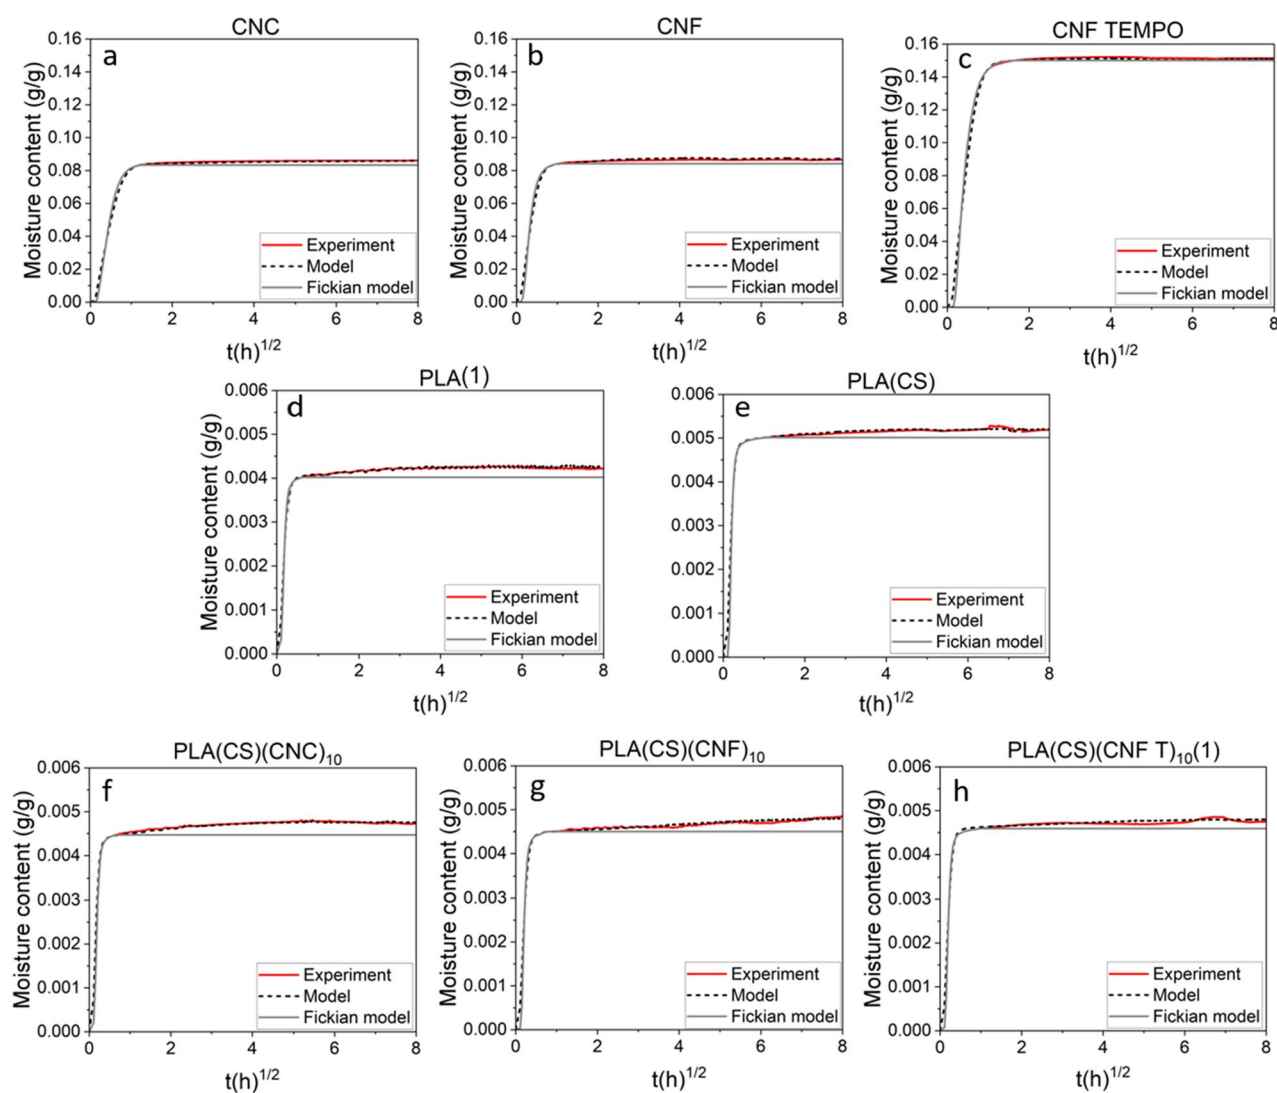 CNC
a
Moisture content (g/g)
0.16
0.14
0.12
0.10
0.08
0.06
0.04
0.02
0.00
Experiment
Model
Fickian model
0 2 4 6 8
t(h)^1/2
CNF
b
Moisture content (g/g)
0.16
0.14
0.12
0.10
0.08
0.06
0.04
0.02
0.00
Experiment
Model
Fickian model
0 2 4 6 8
t(h)^1/2
CNF TEMPO
c
Moisture content (g/g)
0.16
0.14
0.12
0.10
0.08
0.06
0.04
0.02
0.00
Experiment
Model
Fickian model
0 2 4 6 8
t(h)^1/2
PLA(1)
d
Moisture content (g/g)
0.006
0.005
0.004
0.003
0.002
0.001
0.000
Experiment
Model
Fickian model
0 2 4 6 8
t(h)^1/2
PLA(CS)
e
Moisture content (g/g)
0.006
0.005
0.004
0.003
0.002
0.001
0.000
Experiment
Model
Fickian model
0 2 4 6 8
t(h)^1/2
PLA(CS)(CNC)10
f
Moisture content (g/g)
0.006
0.005
0.004
0.003
0.002
0.001
0.000
Experiment
Model
Fickian model
0 2 4 6 8
t(h)^1/2
PLA(CS)(CNF)10
g
Moisture content (g/g)
0.006
0.005
0.004
0.003
0.002
0.001
0.000
Experiment
Model
Fickian model
0 2 4 6 8
t(h)^1/2
PLA(CS)(CNF T)10(1)
h
Moisture content (g/g)
0.006
0.005
0.004
0.003
0.002
0.001
0.000
Experiment
Model
Fickian model
0 2 4 6 8
t(h)^1/2